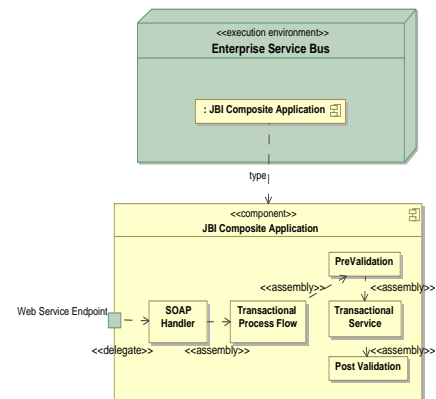 <<execution environment>>
Enterprise Service Bus
: JBI Composite Application
type
<<component>>
JBI Composite Application
PreValidation
<<assembly>>
<<assembly>>
Web Service Endpoint
SOAP
Handler
Transactional
Process Flow
Transactional
Service
<<delegate>>
<<assembly>>
<<assembly>>
Post Validation